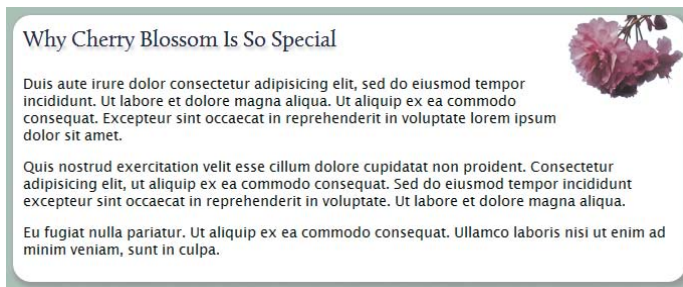 Why Cherry Blossom Is So Special
Duis aute irure dolor consectetur adipisicing elit, sed do eiusmod tempor
incididunt. Ut labore et dolore magna aliqua. Ut aliquip ex ea commodo
consequat. Excepteur sint occaecat in reprehenderit in voluptate lorem ipsum
dolor sit amet.
Quis nostrud exercitation velit esse cillum dolore cupidatat non proident. Consectetur
adipisicing elit, ut aliquip ex ea commodo consequat. Sed do eiusmod tempor incididunt
excepteur sint occaecat in reprehenderit in voluptate. Ut labore et dolore magna aliqua.
Eu fugiat nulla pariatur. Ut aliquip ex ea commodo consequat. Ullamco laboris nisi ut enim ad
minim veniam, sunt in culpa.